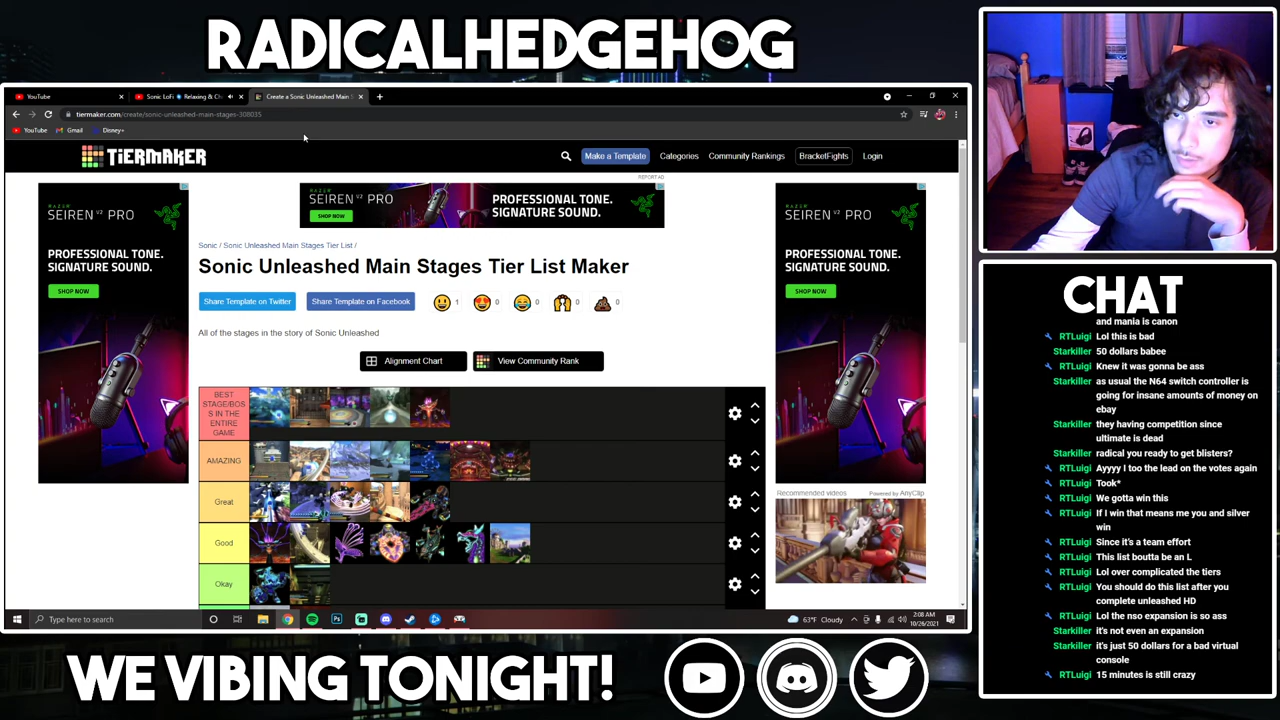 RADICALHEDGEHOG
YouTube
Sonic LoFi
Relaxing & Ch
Create a Sonic Unleashed Main S
tiermaker.com/create/sonic-unleashed-main-stages-308035
YouTube
Gmail
Disney+
TiERMAKER
Make a Template
Categories
Community Rankings
BracketFights
Login
REPORT AD
RAZER
SEIREN V2 PRO
PROFESSIONAL TONE.
SIGNATURE SOUND.
SHOP NOW
RAZER
SEIREN V2 PRO
SHOP NOW
PROFESSIONAL TONE.
SIGNATURE SOUND.
RAZER
SEIREN V2 PRO
PROFESSIONAL TONE.
SIGNATURE SOUND.
SHOP NOW
Sonic / Sonic Unleashed Main Stages Tier List /
Sonic Unleashed Main Stages Tier List Maker
Share Template on Twitter
Share Template on Facebook
1
0
0
0
0
All of the stages in the story of Sonic Unleashed
Alignment Chart
View Community Rank
BEST
STAGE/BOS
S IN THE
ENTIRE
GAME
AMAZING
Great
Good
Okay
Recommended videos
Powered by AnyClip
Type here to search
63°F Cloudy
2:08 AM
10/26/2021
CHAT
and mania is canon
RTLuigi Lol this is bad
Starkiller 50 dollars babee
RTLuigi Knew it was gonna be ass
Starkiller as usual the N64 switch controller is
going for insane amounts of money on
ebay
Starkiller they having competition since
ultimate is dead
Starkiller radical you ready to get blisters?
RTLuigi Ayyyy I too the lead on the votes again
RTLuigi Took*
RTLuigi We gotta win this
RTLuigi If I win that means me you and silver
win
RTLuigi Since it's a team effort
RTLuigi This list boutta be an L
RTLuigi Lol over complicated the tiers
RTLuigi You should do this list after you
complete unleashed HD
RTLuigi Lol the nso expansion is so ass
Starkiller it's not even an expansion
Starkiller it's just 50 dollars for a bad virtual
console
RTLuigi 15 minutes is still crazy
WE VIBING TONIGHT!